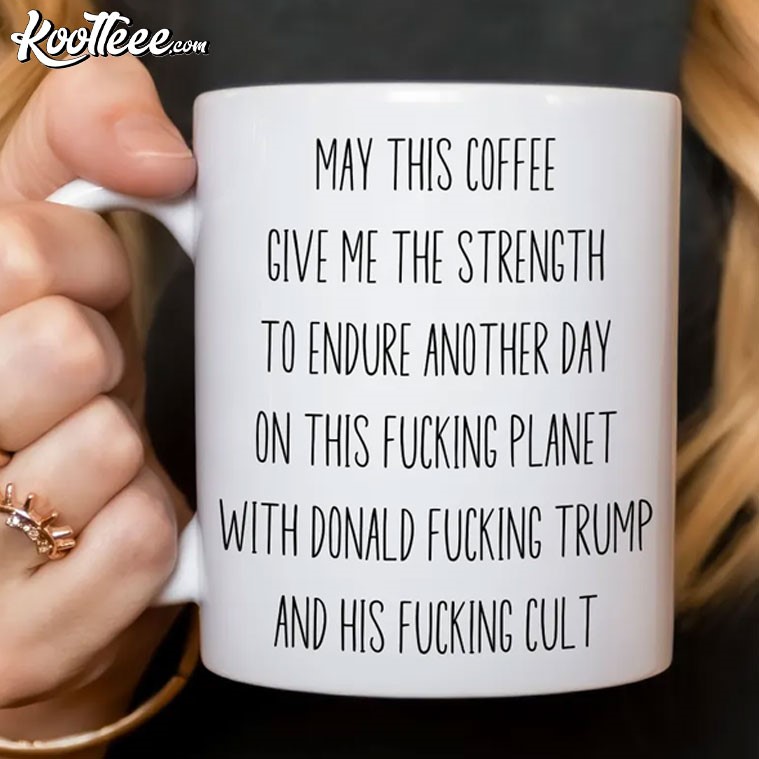 Koolteee.com
MAY THIS COFFEE
GIVE ME THE STRENGTH
TO ENDURE ANOTHER DAY
ON THIS FUCKING PLANET
WITH DONALD FUCKING TRUMP
AND HIS FUCKING CULT